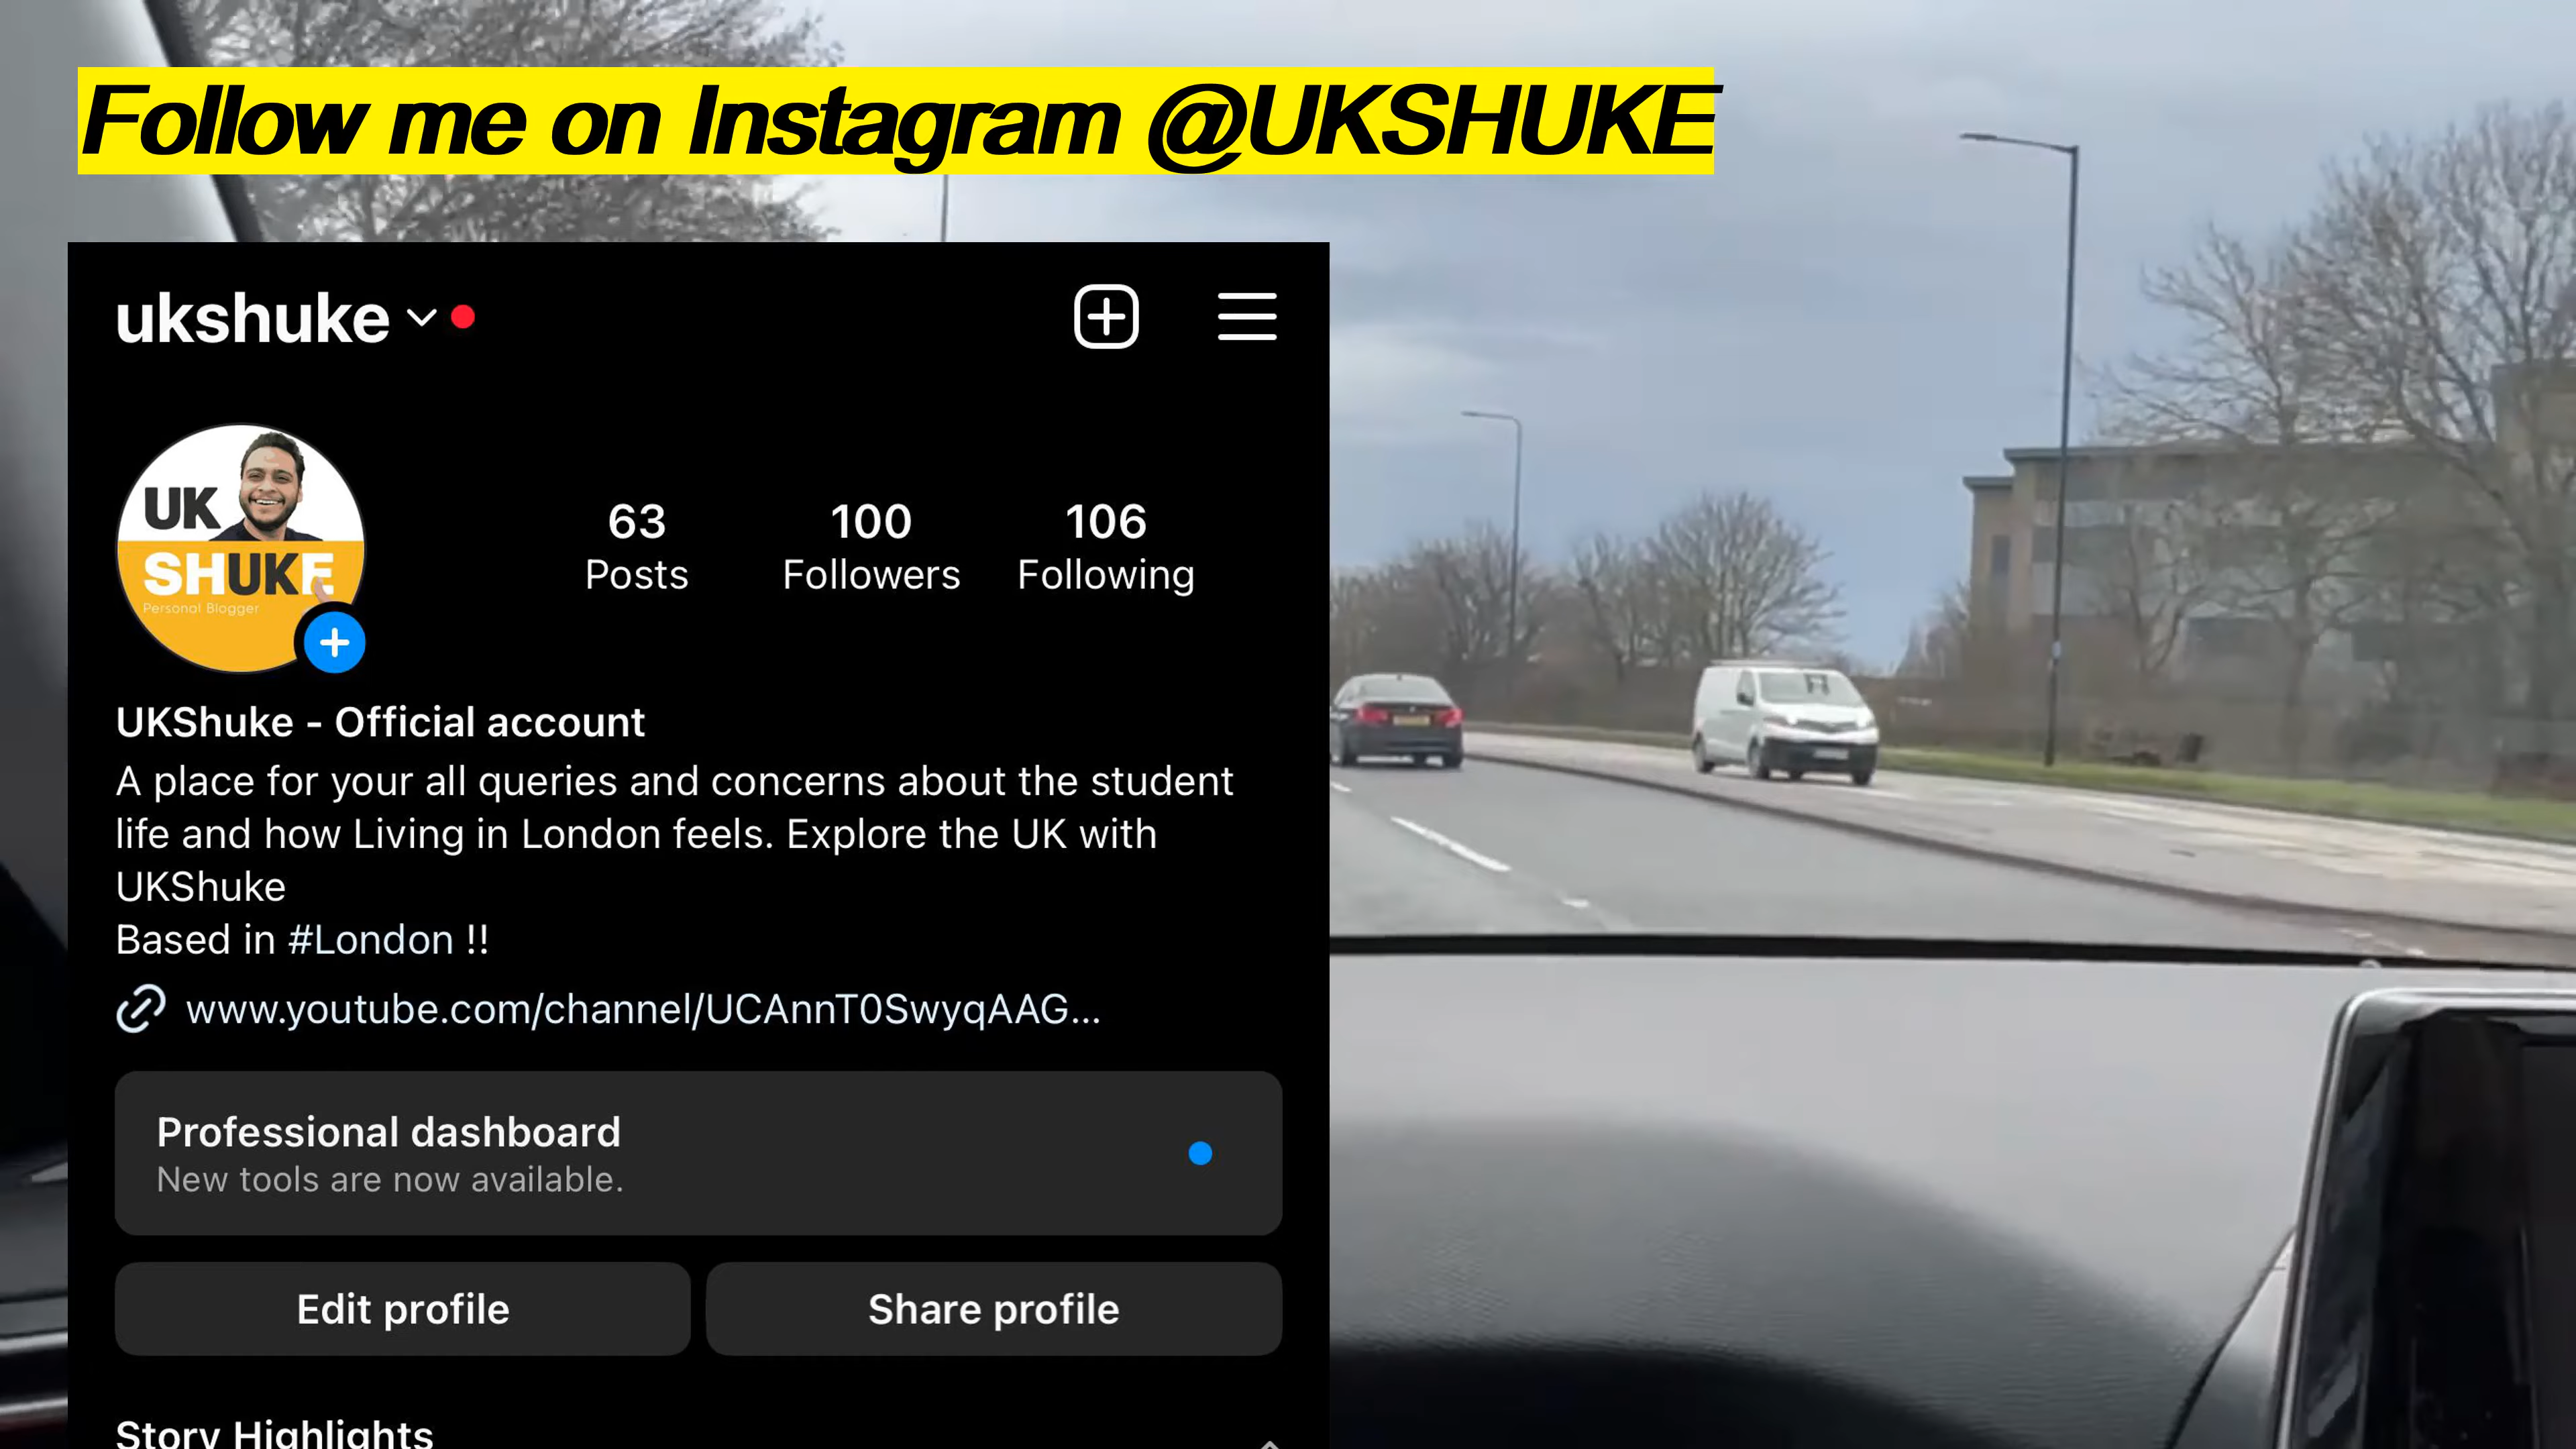 Follow me on Instagram @UKSHUKE
ukshuke
UK
SHUKE
Personal Blogger
63
Posts
100
Followers
106
Following
UKShuke - Official account
A place for your all queries and concerns about the student
life and how Living in London feels. Explore the UK with
UKShuke
Based in #London !!
www.youtube.com/channel/UCAnnT0SwyqAAG...
Professional dashboard
New tools are now available.
Edit profile
Share profile
Story Highlights